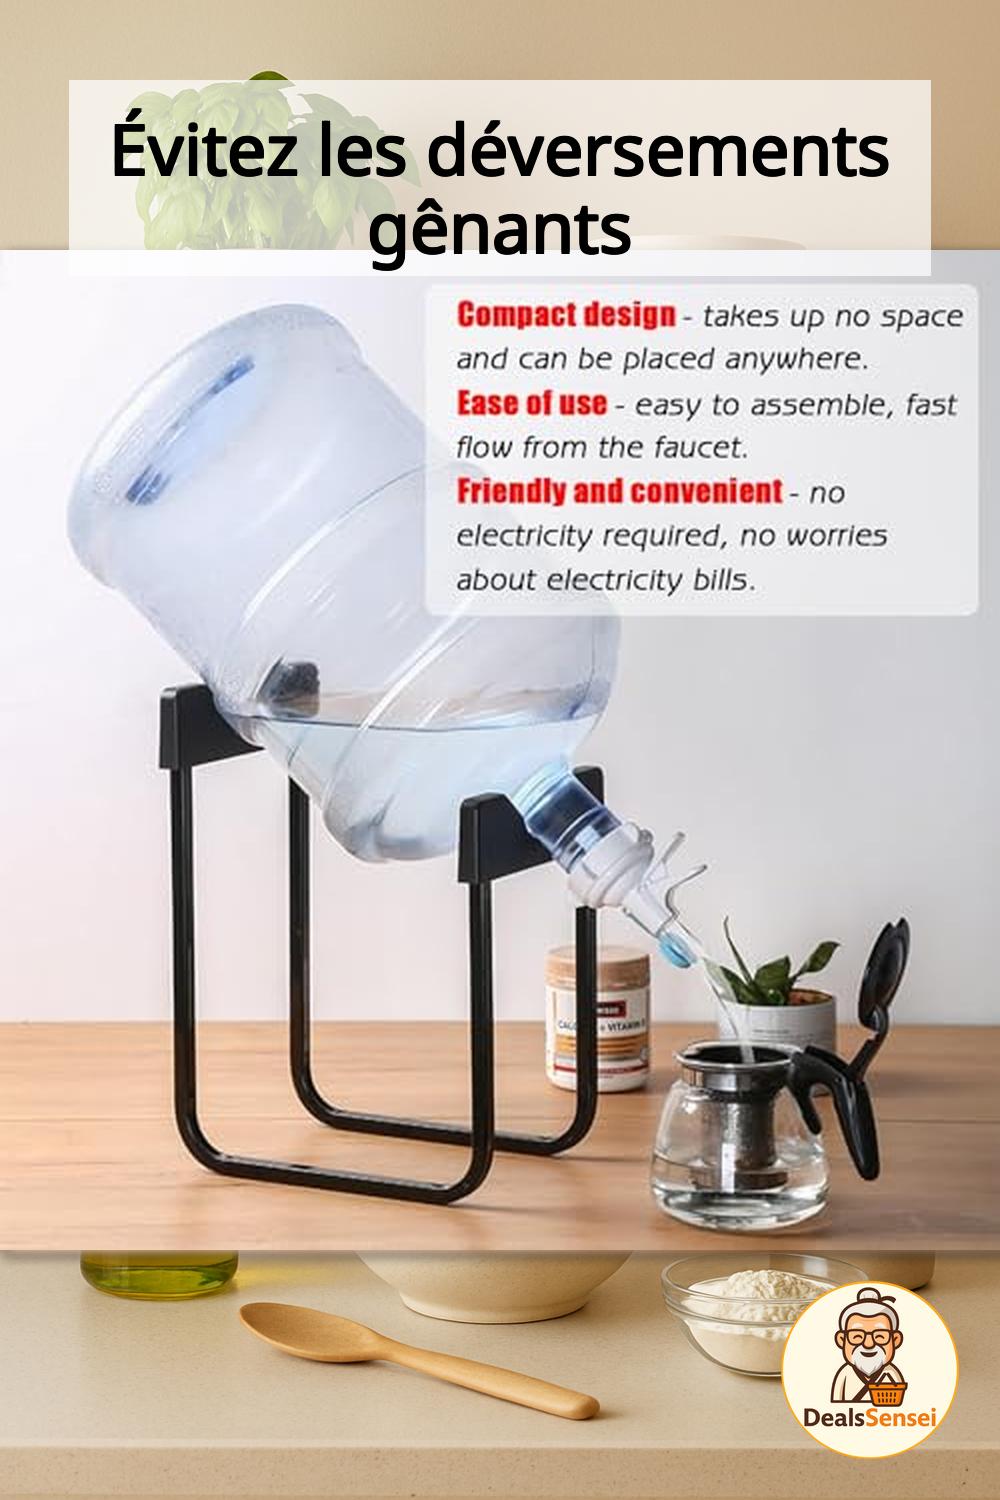 Évitez les déversements
gênants
Compact design - takes up no space
and can be placed anywhere.
Ease of use - easy to assemble, fast
flow from the faucet.
Friendly and convenient - no
electricity required, no worries
about electricity bills.
DealsSensei